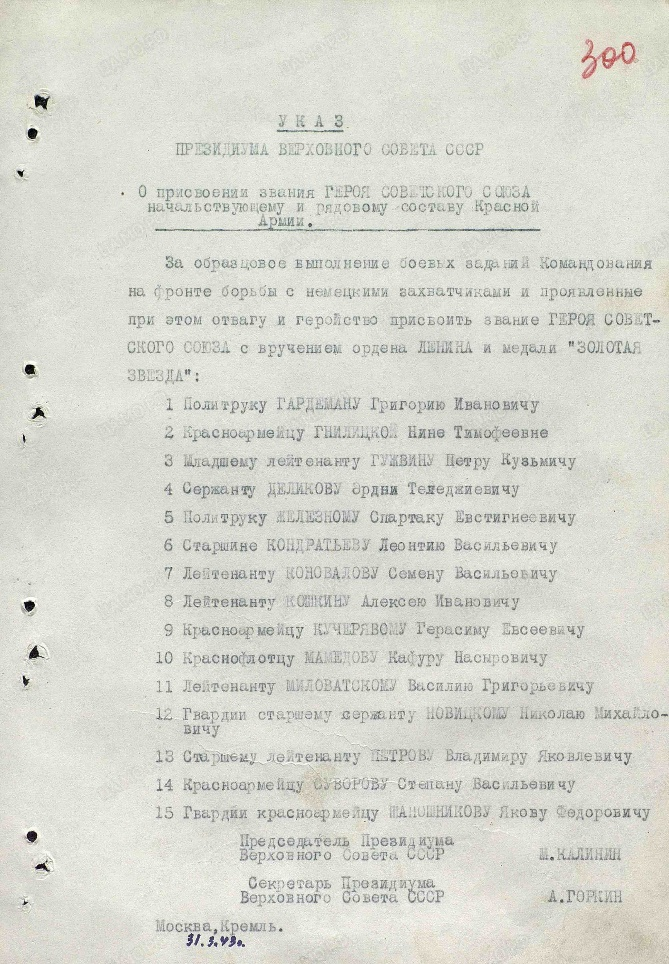 300
УКАЗ
ПРЕЗИДИУМА ВЕРХОВНОГО СОВЕТА СССР
О присвоении звания ГЕРОЯ СОВЕТСКОГО СОЮЗА
начальствующему и рядовому составу Красной
Армии.
За образцовое выполнение боевых заданий Командования
на фронте борьбы с немецкими захватчиками и проявленные
при этом отвагу и геройство присвоить звание ГЕРОЯ СОВЕТ-
СКОГО СОЮЗА с вручением ордена ЛЕНИНА и медали "ЗОЛОТАЯ
ЗВЕЗДА":
1 Политруку ГАРДЕМАНУ Григорию Ивановичу
2 Красноармейцу ГНИЛИЦКОЙ Нине Тимофеевне
3 Младшему лейтенанту ГУЖВИНУ Петру Кузьмичу
4 Сержанту ДЕЛИКОВУ Эрдни Теледжиевичу
5 Политруку ЖЕЛЕЗНОМУ Спартаку Евстигнеевичу
6 Старшине КОНДРАТЬЕВУ Леонтию Васильевичу
7 Лейтенанту КОНОВАЛОВУ Семену Васильевичу
8 Лейтенанту КОШКИНУ Алексею Ивановичу
9 Красноармейцу КУЧЕРЯВОМУ Герасиму Евсеевичу
10 Краснофлотцу МАМЕДОВУ Кафуру Насыровичу
11 Лейтенанту МИЛОВАТСКОМУ Василию Григорьевичу
12 Гвардии старшему сержанту НОВИЦКОМУ Николаю Михайло-
вичу
13 Старшему лейтенанту ПЕТРОВУ Владимиру Яковлевичу
14 Красноармейцу СУВОРОВУ Степану Васильевичу
15 Гвардии красноармейцу ШАПОШНИКОВУ Якову Федоровичу
Председатель Президиума
Верховного Совета СССР М.КАЛИНИН
Секретарь Президиума
Верховного Совета СССР А.ГОРКИН
Москва,Кремль.
31.3.43г.